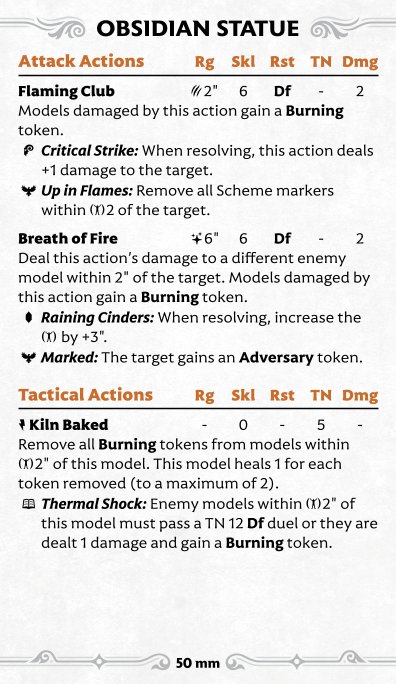 OBSIDIAN STATUE
Attack Actions Rg Skl Rst TN Dmg
Flaming Club 2" 6 Df - 2
Models damaged by this action gain a Burning
token.
Critical Strike: When resolving, this action deals
+1 damage to the target.
Up in Flames: Remove all Scheme markers
within 2 of the target.
Breath of Fire 6" 6 Df - 2
Deal this action's damage to a different enemy
model within 2" of the target. Models damaged by
this action gain a Burning token.
Raining Cinders: When resolving, increase the
by +3".
Marked: The target gains an Adversary token.
Tactical Actions Rg Skl Rst TN Dmg
Kiln Baked - 0 - 5 -
Remove all Burning tokens from models within
2" of this model. This model heals 1 for each
token removed (to a maximum of 2).
Thermal Shock: Enemy models within 2" of
this model must pass a TN 12 Df duel or they are
dealt 1 damage and gain a Burning token.
50 mm